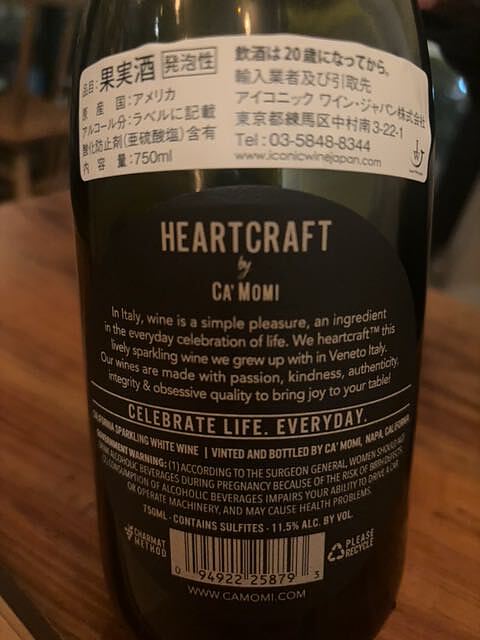 品目:果実酒 発泡性
原産国:アメリカ
アルコール分:ラベルに記載
酸化防止剤(亜硫酸塩)含有
内容量:750ml
飲酒は20歳になってから。
輸入業者及び引取先
アイコニック ワイン・ジャパン株式会社
東京都練馬区中村南3-22-1
Tel:03-5848-8344
www.iconicwinejapan.com
HEARTCRAFT
by
CA' MOMI
In Italy, wine is a simple pleasure, an ingredient
in the everyday celebration of life. We heartcraft™ this
lively sparkling wine we grew up with in Veneto Italy.
Our wines are made with passion, kindness, authenticity,
integrity & obsessive quality to bring joy to your table!
CELEBRATE LIFE. EVERYDAY.
CALIFORNIA SPARKLING WHITE WINE | VINTED AND BOTTLED BY CA' MOMI, NAPA, CALIFORNIA
GOVERNMENT WARNING: (1) ACCORDING TO THE SURGEON GENERAL, WOMEN SHOULD NOT
DRINK ALCOHOLIC BEVERAGES DURING PREGNANCY BECAUSE OF THE RISK OF BIRTH DEFECTS.
(2) CONSUMPTION OF ALCOHOLIC BEVERAGES IMPAIRS YOUR ABILITY TO DRIVE A CAR
OR OPERATE MACHINERY, AND MAY CAUSE HEALTH PROBLEMS.
750ML · CONTAINS SULFITES · 11.5% ALC. BY VOL.
CHARMAT
METHOD
PLEASE
RECYCLE
0 94922 25879 3
WWW.CAMOMI.COM